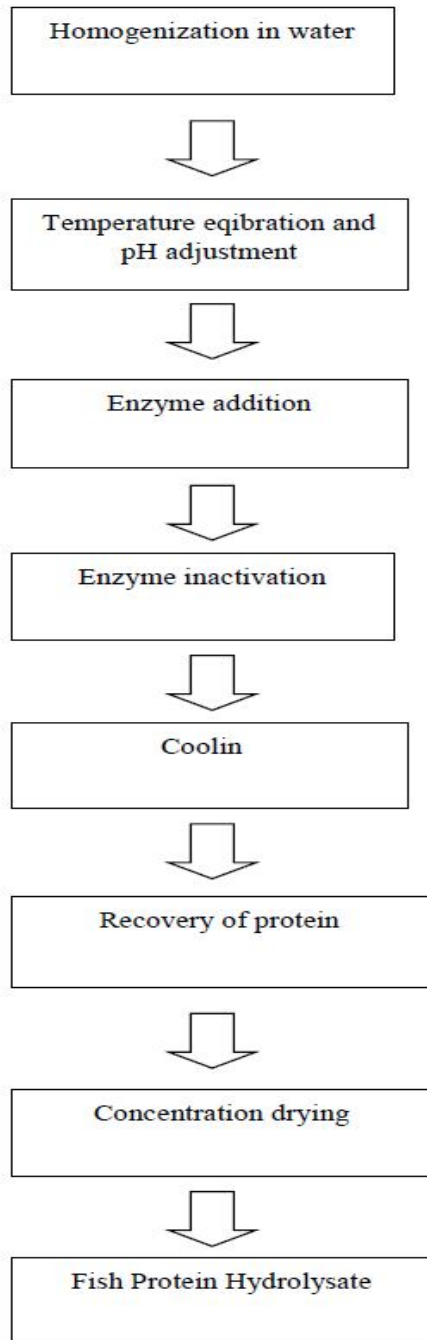 Homogenization in water
Temperature eqibration and
pH adjustment
Enzyme addition
Enzyme inactivation
Coolin
Recovery of protein
Concentration drying
Fish Protein Hydrolysate